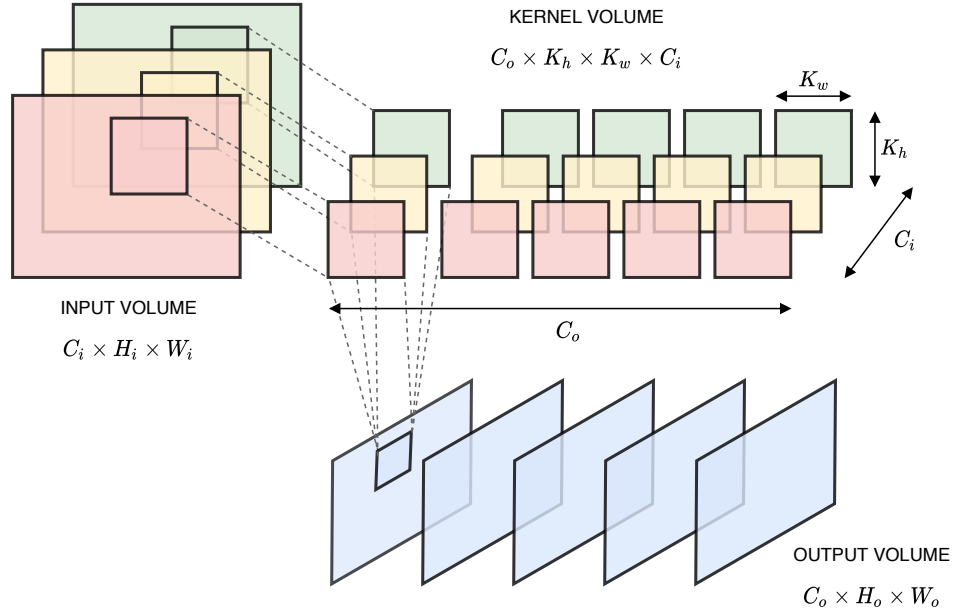 KERNEL VOLUME
C_o × K_h × K_w × C_i
K_w
K_h
C_i
INPUT VOLUME
C_i × H_i × W_i
C_o
OUTPUT VOLUME
C_o × H_o × W_o